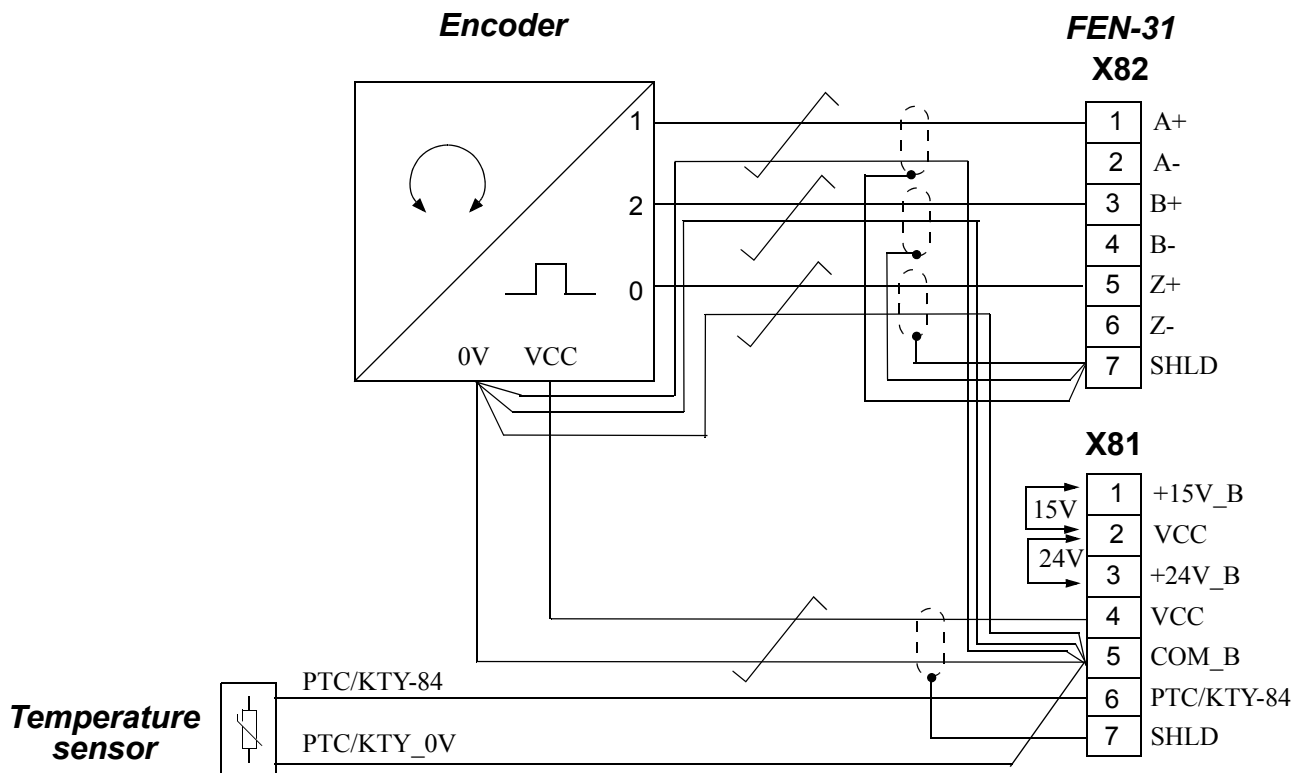 Encoder
FEN-31
X82
1
1 A+
2 A-
2
3 B+
4 B-
0
5 Z+
6 Z-
0V VCC
7 SHLD
X81
1 +15V_B
15V
2 VCC
24V
3 +24V_B
4 VCC
5 COM_B
PTC/KTY-84
6 PTC/KTY-84
Temperature
sensor
PTC/KTY_0V
7 SHLD